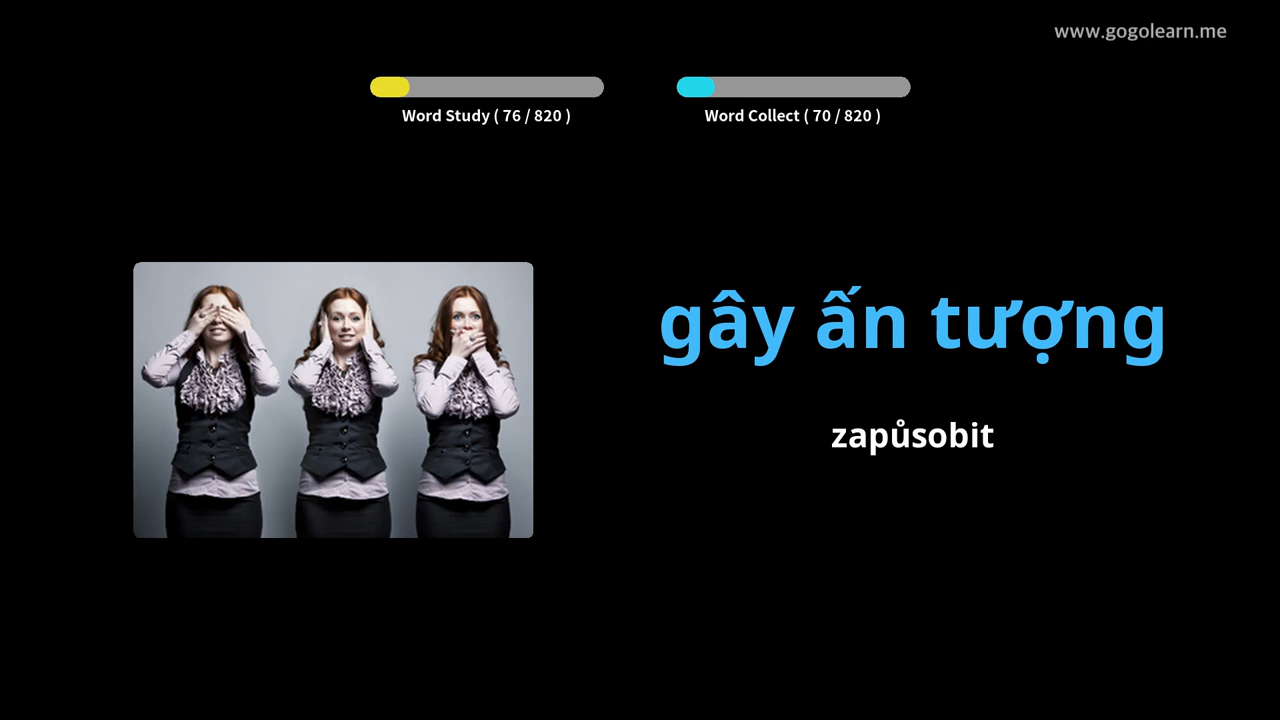 www.gogolearn.me
Word Study ( 76 / 820 )
Word Collect ( 70 / 820 )
gây ấn tượng
zapůsobit